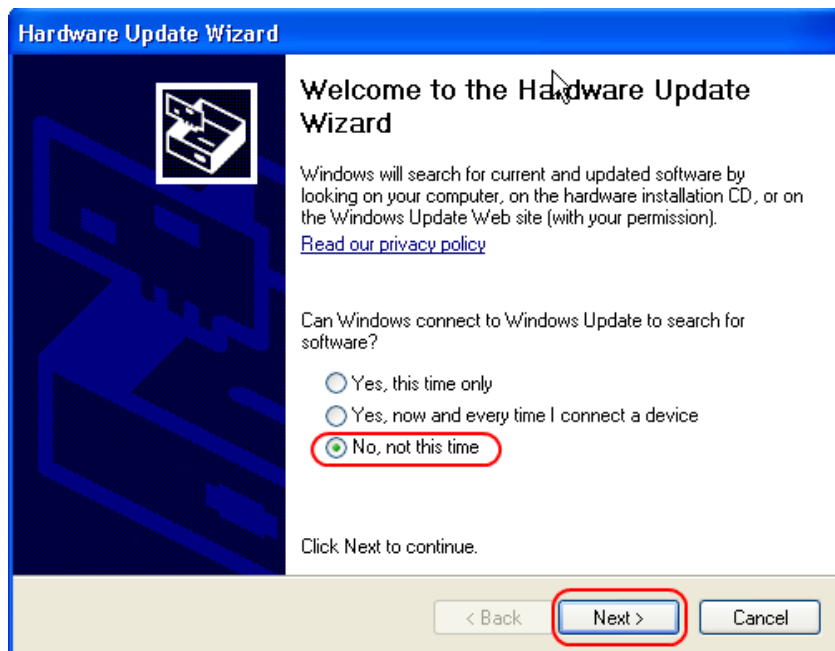 Hardware Update Wizard
Welcome to the Hardware Update
Wizard
Windows will search for current and updated software by
looking on your computer, on the hardware installation CD, or on
the Windows Update Web site (with your permission).
Read our privacy policy
Can Windows connect to Windows Update to search for
software?
Yes, this time only
Yes, now and every time I connect a device
No, not this time
Click Next to continue.
< Back Next > Cancel